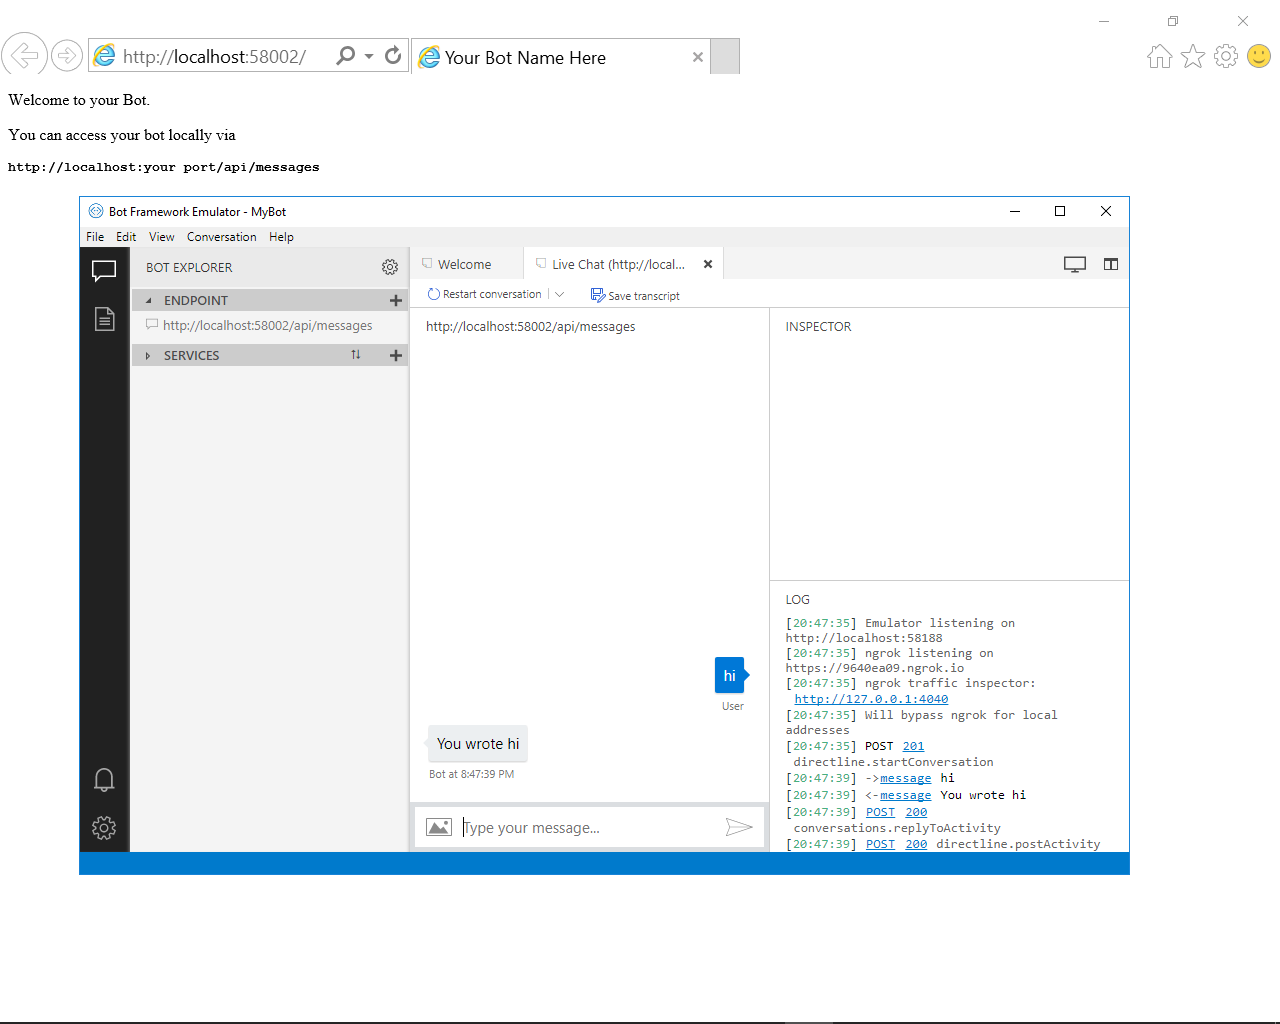 http://localhost:58002/
Your Bot Name Here
Welcome to your Bot.
You can access your bot locally via
http://localhost:your port/api/messages
Bot Framework Emulator - MyBot
File Edit View Conversation Help
BOT EXPLORER
ENDPOINT
http://localhost:58002/api/messages
SERVICES
Welcome
Live Chat (http://local...
Restart conversation
Save transcript
http://localhost:58002/api/messages
hi
User
You wrote hi
Bot at 8:47:39 PM
Type your message...
INSPECTOR
LOG
[20:47:35] Emulator listening on
http://localhost:58188
[20:47:35] ngrok listening on
https://9640ea09.ngrok.io
[20:47:35] ngrok traffic inspector:
http://127.0.0.1:4040
[20:47:35] Will bypass ngrok for local
addresses
[20:47:35] POST 201
directline.startConversation
[20:47:39] ->message hi
[20:47:39] <-message You wrote hi
[20:47:39] POST 200
conversations.replyToActivity
[20:47:39] POST 200 directline.postActivity